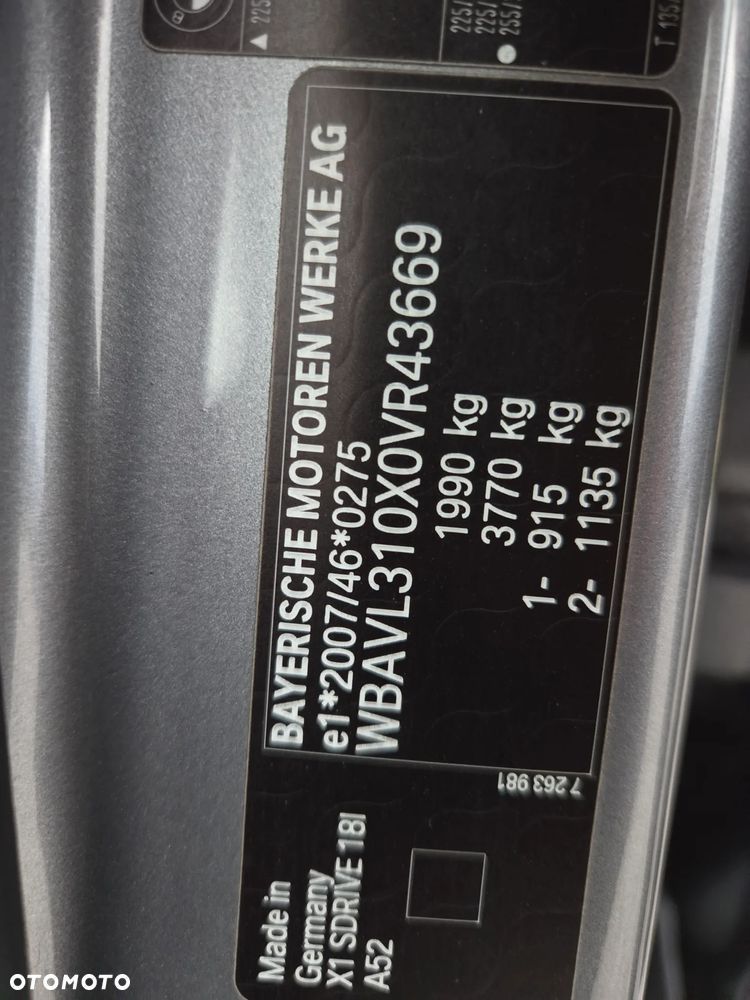 BAYERISCHE MOTOREN WERKE AG
e1*2007/46*0275
WBAVL310X0VR43669
1990 kg
3770 kg
1- 915 kg
2- 1135 kg
7 263 981
Made in
Germany
X1 SDRIVE 18I
A52
OTOMOTO